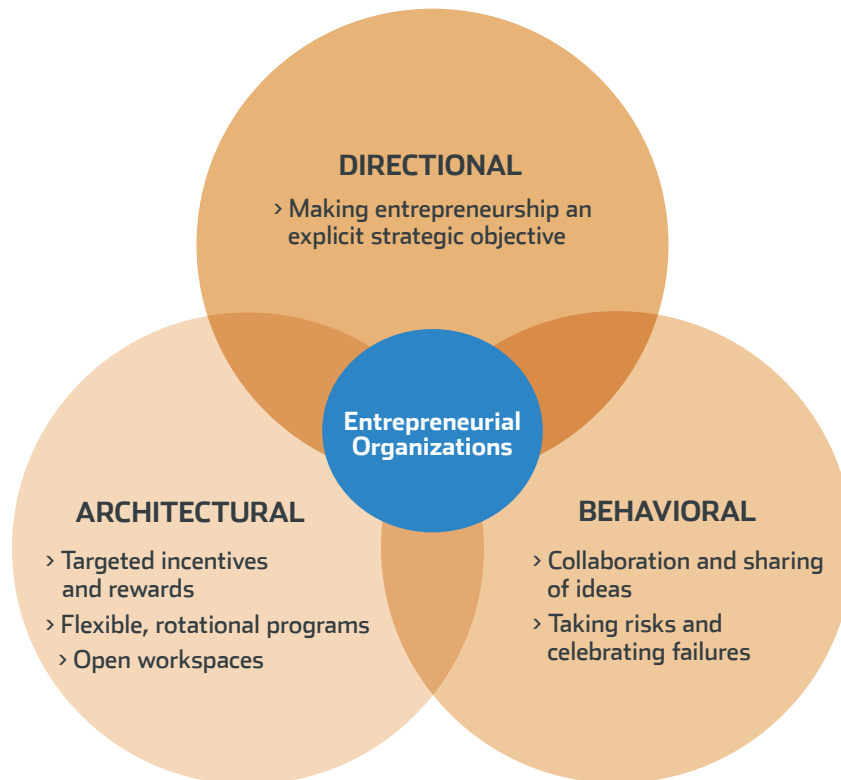 DIRECTIONAL
› Making entrepreneurship an
explicit strategic objective
Entrepreneurial
Organizations
ARCHITECTURAL
› Targeted incentives
and rewards
› Flexible, rotational programs
› Open workspaces
BEHAVIORAL
› Collaboration and sharing
of ideas
› Taking risks and
celebrating failures